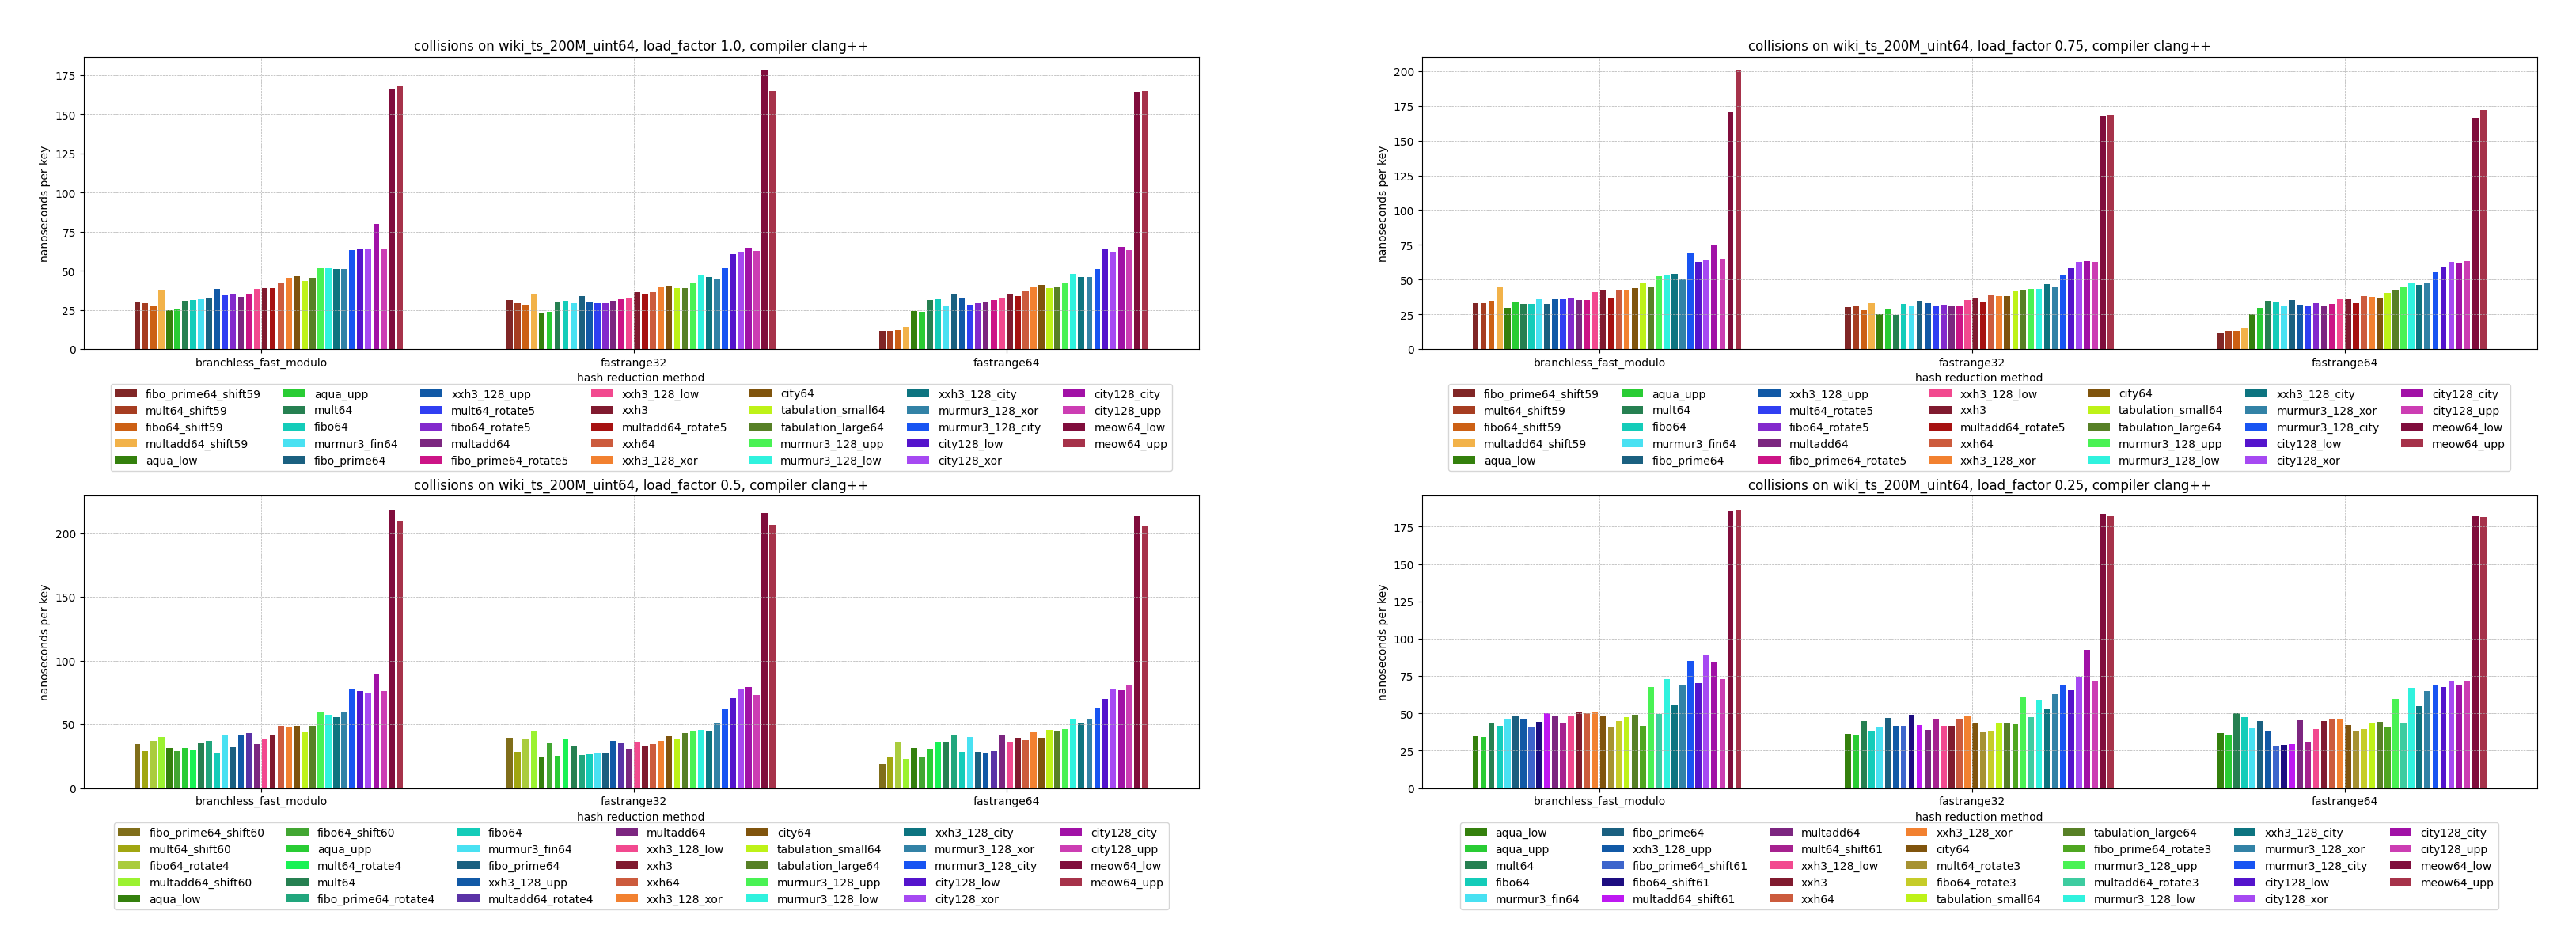 collisions on wiki_ts_200M_uint64, load_factor 1.0, compiler clang++
nanoseconds per key
175
150
125
100
75
50
25
0
branchless_fast_modulo fastrange32 fastrange64
hash reduction method
fibo_prime64_shift59 aqua_upp xxh3_128_upp xxh3_128_low city64 xxh3_128_city city128_city
mult64_shift59 mult64 mult64_rotate5 xxh3 tabulation_small64 murmur3_128_xor city128_upp
fibo64_shift59 fibo64 fibo64_rotate5 multadd64_rotate5 tabulation_large64 murmur3_128_city meow64_low
multadd64_shift59 murmur3_fin64 multadd64 xxh64 murmur3_128_upp city128_low meow64_upp
aqua_low fibo_prime64 fibo_prime64_rotate5 xxh3_128_xor murmur3_128_low city128_xor
collisions on wiki_ts_200M_uint64, load_factor 0.75, compiler clang++
nanoseconds per key
200
175
150
125
100
75
50
25
0
branchless_fast_modulo fastrange32 fastrange64
hash reduction method
fibo_prime64_shift59 aqua_upp xxh3_128_upp xxh3_128_low city64 xxh3_128_city city128_city
mult64_shift59 mult64 mult64_rotate5 xxh3 tabulation_small64 murmur3_128_xor city128_upp
fibo64_shift59 fibo64 fibo64_rotate5 multadd64_rotate5 tabulation_large64 murmur3_128_city meow64_low
multadd64_shift59 murmur3_fin64 multadd64 xxh64 murmur3_128_upp city128_low meow64_upp
aqua_low fibo_prime64 fibo_prime64_rotate5 xxh3_128_xor murmur3_128_low city128_xor
collisions on wiki_ts_200M_uint64, load_factor 0.5, compiler clang++
nanoseconds per key
200
150
100
50
0
branchless_fast_modulo fastrange32 fastrange64
hash reduction method
fibo_prime64_shift60 fibo64_shift60 fibo64 multadd64 city64 xxh3_128_city city128_city
mult64_shift60 aqua_upp murmur3_fin64 xxh3_128_low tabulation_small64 murmur3_128_xor city128_upp
fibo64_rotate4 mult64_rotate4 fibo_prime64 xxh3 tabulation_large64 murmur3_128_city meow64_low
multadd64_shift60 mult64 xxh3_128_upp xxh64 murmur3_128_upp city128_low meow64_upp
aqua_low fibo_prime64_rotate4 multadd64_rotate4 xxh3_128_xor murmur3_128_low city128_xor
collisions on wiki_ts_200M_uint64, load_factor 0.25, compiler clang++
nanoseconds per key
175
150
125
100
75
50
25
0
branchless_fast_modulo fastrange32 fastrange64
hash reduction method
aqua_low fibo_prime64 multadd64 xxh3_128_xor tabulation_large64 xxh3_128_city city128_city
aqua_upp xxh3_128_upp mult64_shift61 city64 fibo_prime64_rotate3 murmur3_128_xor city128_upp
mult64 fibo_prime64_shift61 xxh3_128_low mult64_rotate3 murmur3_128_upp murmur3_128_city meow64_low
fibo64 fibo64_shift61 xxh3 fibo64_rotate3 multadd64_rotate3 city128_low meow64_upp
murmur3_fin64 multadd64_shift61 xxh64 tabulation_small64 murmur3_128_low city128_xor